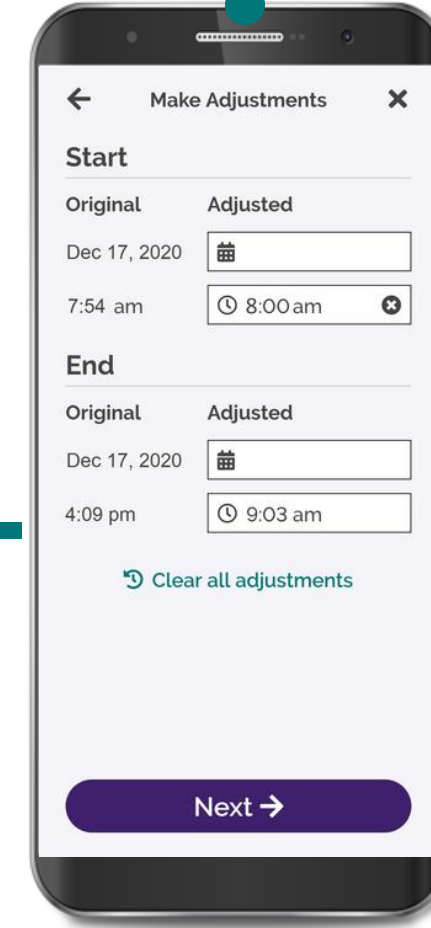 Make Adjustments
Start
Original Adjusted
Dec 17, 2020
7:54 am 8:00 am
End
Original Adjusted
Dec 17, 2020
4:09 pm 9:03 am
Clear all adjustments
Next